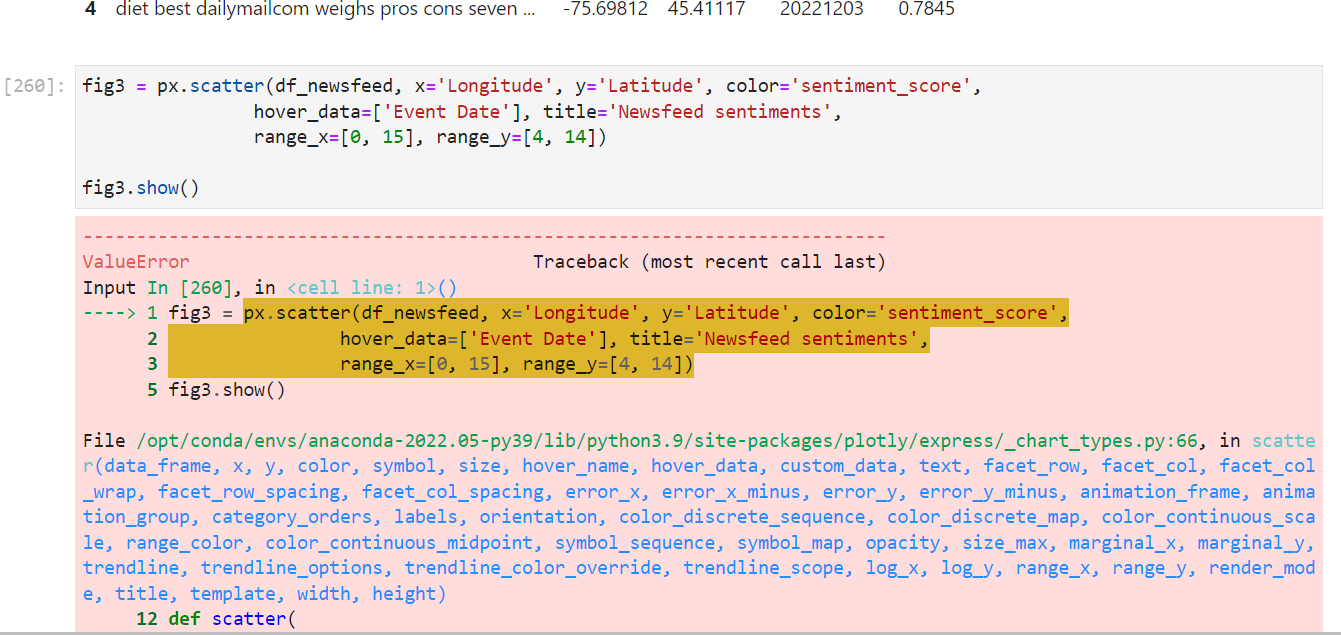 4 diet best dailymailcom weighs pros cons seven ... -75.69812 45.41117 20221203 0.7845
[260]: fig3 = px.scatter(df_newsfeed, x='Longitude', y='Latitude', color='sentiment_score',
hover_data=['Event Date'], title='Newsfeed sentiments',
range_x=[0, 15], range_y=[4, 14])
fig3.show()
---------------------------------------------------------------------------
ValueError Traceback (most recent call last)
Input In [260], in <cell line: 1>()
----> 1 fig3 = px.scatter(df_newsfeed, x='Longitude', y='Latitude', color='sentiment_score',
2 hover_data=['Event Date'], title='Newsfeed sentiments',
3 range_x=[0, 15], range_y=[4, 14])
5 fig3.show()
File /opt/conda/envs/anaconda-2022.05-py39/lib/python3.9/site-packages/plotly/express/_chart_types.py:66, in scatte
r(data_frame, x, y, color, symbol, size, hover_name, hover_data, custom_data, text, facet_row, facet_col, facet_col
_wrap, facet_row_spacing, facet_col_spacing, error_x, error_x_minus, error_y, error_y_minus, animation_frame, anima
tion_group, category_orders, labels, orientation, color_discrete_sequence, color_discrete_map, color_continuous_sca
le, range_color, color_continuous_midpoint, symbol_sequence, symbol_map, opacity, size_max, marginal_x, marginal_y,
trendline, trendline_options, trendline_color_override, trendline_scope, log_x, log_y, range_x, range_y, render_mod
e, title, template, width, height)
12 def scatter(